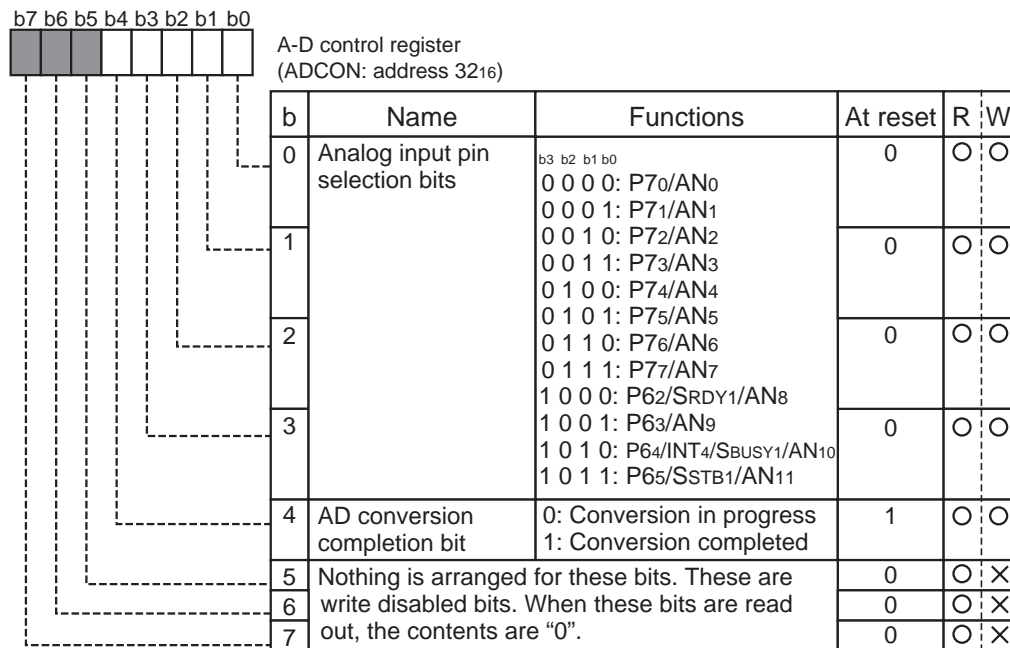 b7 b6 b5 b4 b3 b2 b1 b0
A-D control register
(ADCON: address 3216)
b Name Functions At reset R W
0 Analog input pin selection bits 0
b3 b2 b1 b0
0 0 0 0: P70/AN0
0 0 0 1: P71/AN1
1 0 0 1 0: P72/AN2 0
0 0 1 1: P73/AN3
0 1 0 0: P74/AN4
0 1 0 1: P75/AN5
2 0 1 1 0: P76/AN6 0
0 1 1 1: P77/AN7
1 0 0 0: P62/SRDY1/AN8
3 1 0 0 1: P63/AN9 0
1 0 1 0: P64/INT4/SBUSY1/AN10
1 0 1 1: P65/SSTB1/AN11
4 AD conversion 0: Conversion in progress 1
completion bit 1: Conversion completed
5 Nothing is arranged for these bits. These are 0
6 write disabled bits. When these bits are read 0
7 out, the contents are “0”. 0